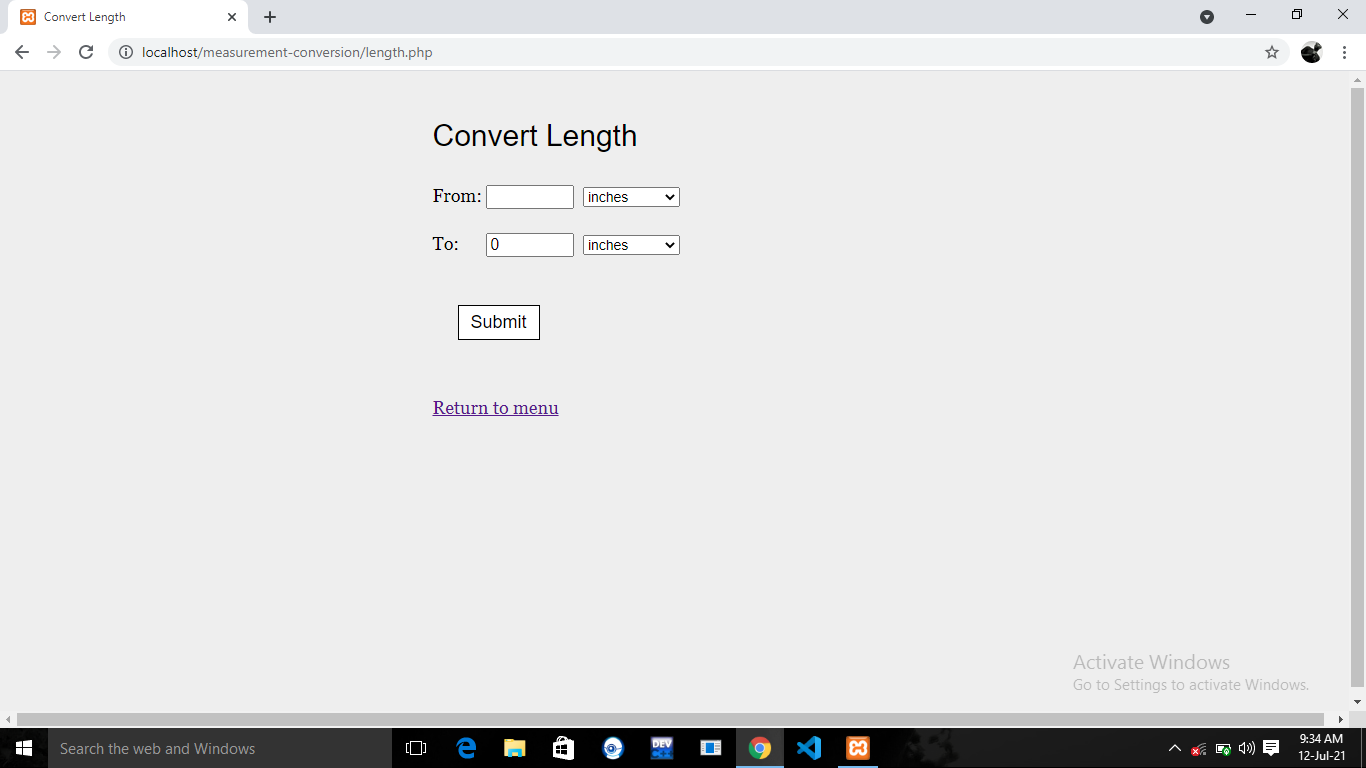 Convert Length
localhost/measurement-conversion/length.php
Convert Length
From: inches
To: 0 inches
Submit
Return to menu
Activate Windows
Go to Settings to activate Windows.
Search the web and Windows
DEV
9:34 AM
12-Jul-21